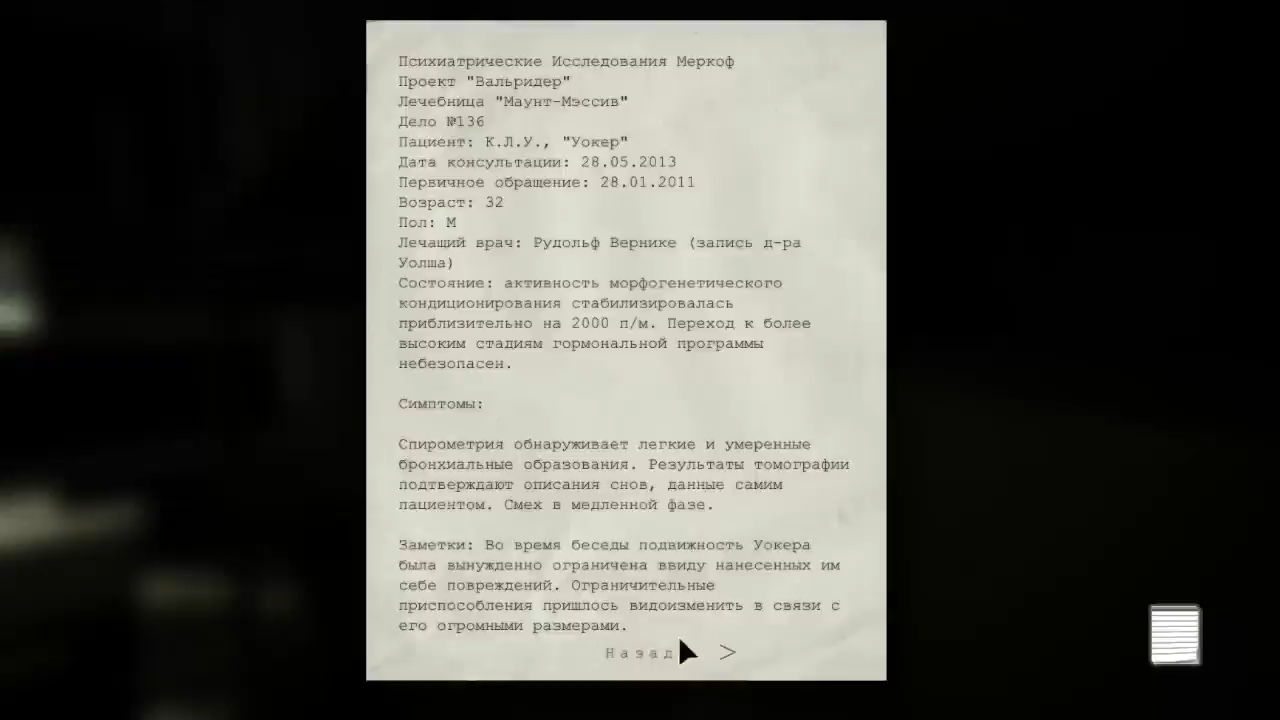 Психиатрические Исследования Меркоф
Проект "Вальридер"
Лечебница "Маунт-Мэссив"
Дело №136
Пациент: К.Л.У., "Уокер"
Дата консультации: 28.05.2013
Первичное обращение: 28.01.2011
Возраст: 32
Пол: М
Лечащий врач: Рудольф Вернике (запись д-ра
Уолша)
Состояние: активность морфогенетического
кондиционирования стабилизировалась
приблизительно на 2000 п/м. Переход к более
высоким стадиям гормональной программы
небезопасен.
Симптомы:
Спирометрия обнаруживает легкие и умеренные
бронхиальные образования. Результаты томографии
подтверждают описания снов, данные самим
пациентом. Смех в медленной фазе.
Заметки: Во время беседы подвижность Уокера
была вынужденно ограничена ввиду нанесенных им
себе повреждений. Ограничительные
приспособления пришлось видоизменить в связи с
его огромными размерами.
Назад >